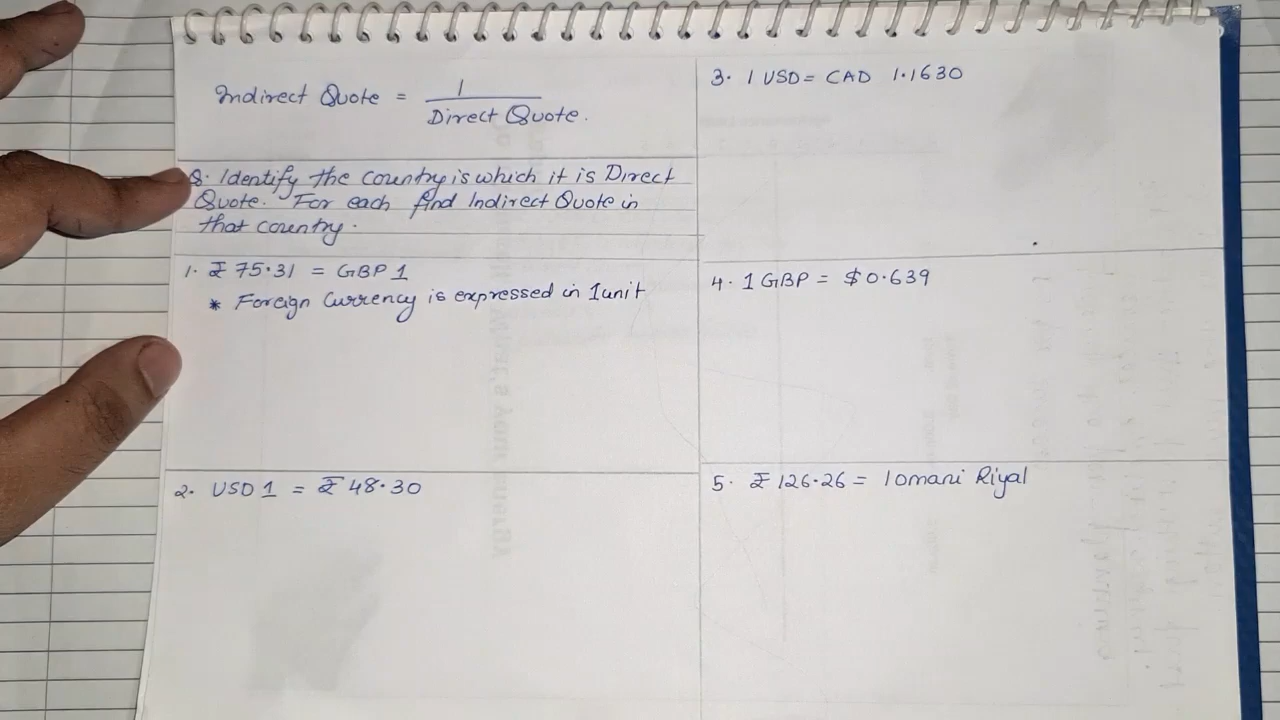 Indirect Quote = 1
Direct Quote.
Q. Identify the country is which it is Direct
Quote. For each find Indirect Quote in
that country.
1. ₹ 75.31 = GBP 1
* Foreign Currency is expressed in 1 unit
2. USD 1 = ₹ 48.30
3. 1 USD = CAD 1.1630
4. 1 GBP = $ 0.639
5. ₹ 126.26 = 1 omani Riyal